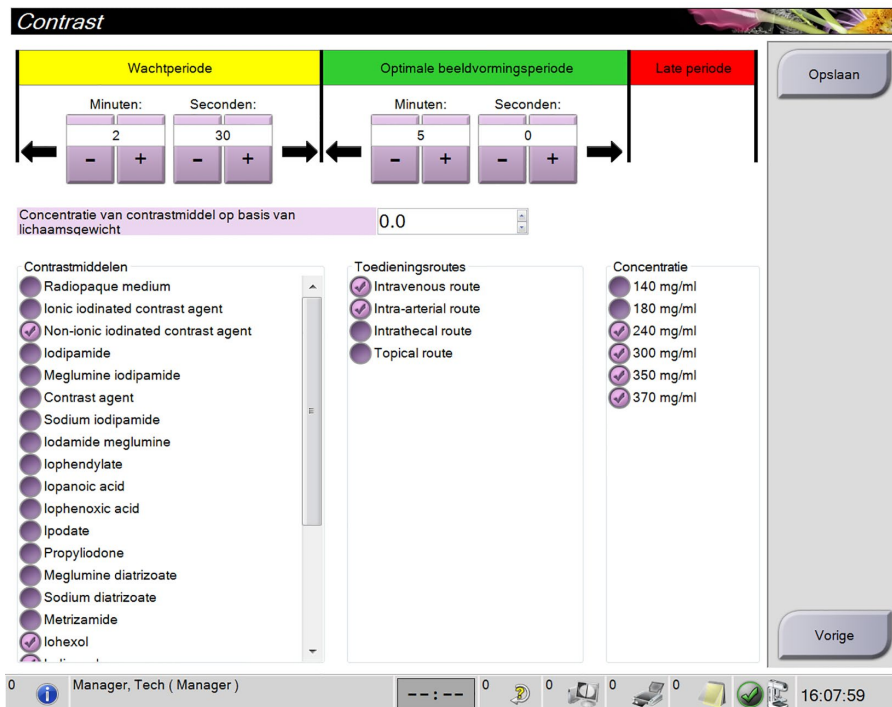 Contrast
Wachtperiode
Optimale beeldvormingsperiode
Late periode
Opslaan
Minuten:
Seconden:
Minuten:
Seconden:
2
30
5
0
-
+
-
+
-
+
-
+
Concentratie van contrastmiddel op basis van
lichaamsgewicht
0.0
Contrastmiddelen
Radiopaque medium
Ionic iodinated contrast agent
Non-ionic iodinated contrast agent
Iodipamide
Meglumine iodipamide
Contrast agent
Sodium iodipamide
Iodamide meglumine
Iophendylate
Iopanoic acid
Iophenoxic acid
Ipodate
Propyliodone
Meglumine diatrizoate
Sodium diatrizoate
Metrizamide
Iohexol
Toedieningsroutes
Intravenous route
Intra-arterial route
Intrathecal route
Topical route
Concentratie
140 mg/ml
180 mg/ml
240 mg/ml
300 mg/ml
350 mg/ml
370 mg/ml
Vorige
0
Manager, Tech ( Manager )
--:--
0
0
0
0
16:07:59